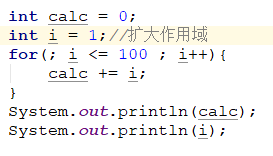 int calc = 0;
int i = 1;//扩大作用域
for(; i <= 100 ; i++){
calc += i;
}
System.out.println(calc);
System.out.println(i);